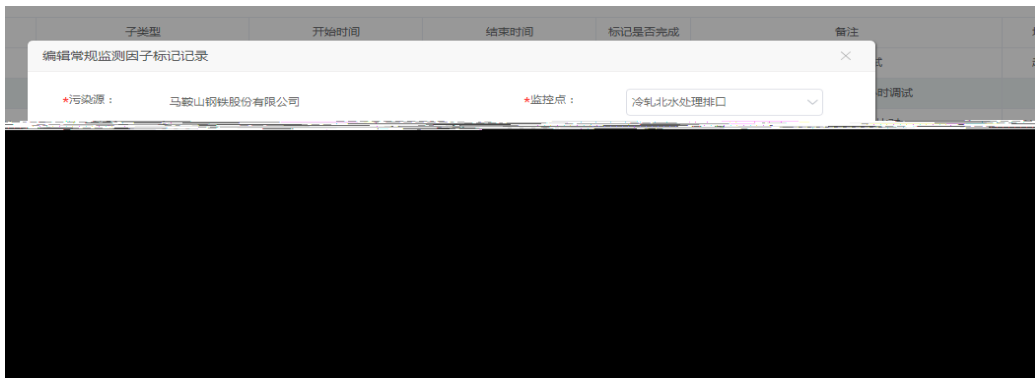 子类型 开始时间 结束时间 标记是否完成 备注
编辑常规监测因子标记记录
*污染源： 马鞍山钢铁股份有限公司 *监控点： 冷轧北水处理排口
时调试